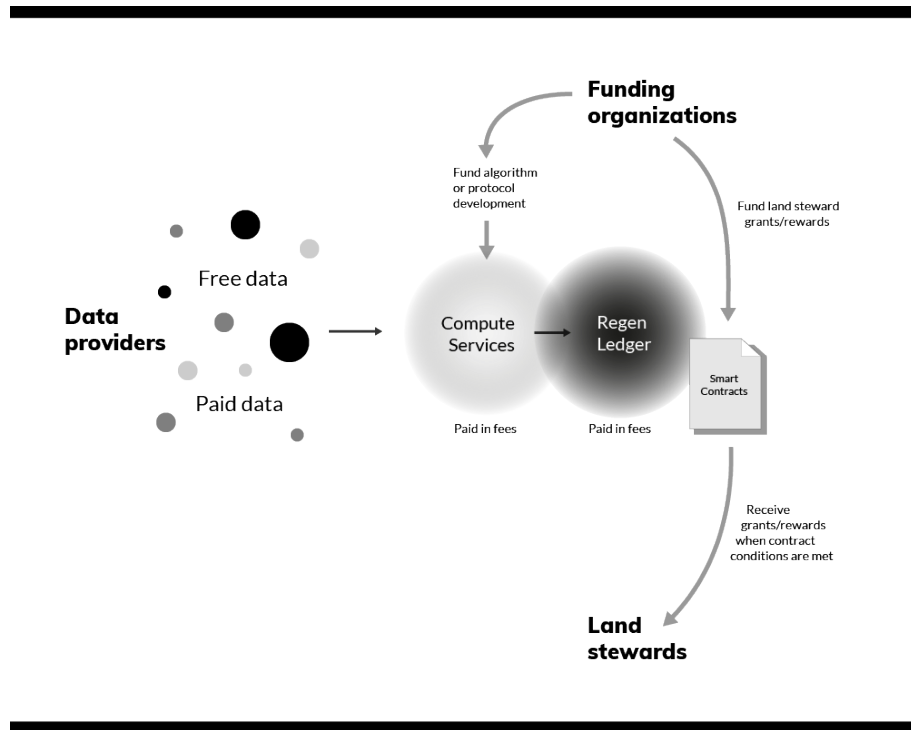 Funding
organizations
Fund algorithm
or protocol
development
Fund land steward
grants/rewards
Free data
Data
providers
Paid data
Compute
Services
Regen
Ledger
Smart
Contracts
Paid in fees
Paid in fees
Receive
grants/rewards
when contract
conditions are met
Land
stewards